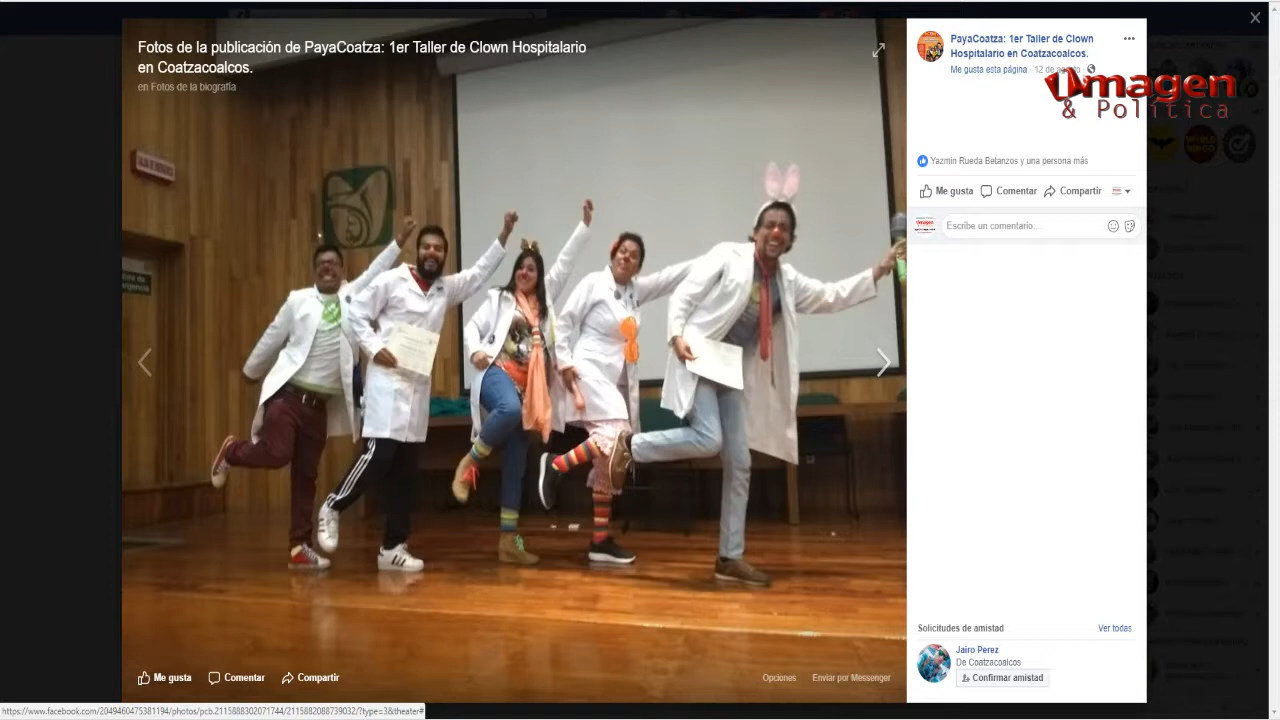 Fotos de la publicación de PayaCoatza: 1er Taller de Clown Hospitalario
en Coatzacoalcos.
en Fotos de la biografía
PayaCoatza: 1er Taller de Clown
Hospitalario en Coatzacoalcos.
Me gusta esta página · 12 de
magen
& Política
Yazmin Rueda Betanzos y una persona más
Me gusta Comentar Compartir
Escribe un comentario...
SALIDA DE EMERGENCIA
Solicitudes de amistad Ver todas
Jairo Perez
De Coatzacoalcos
Confirmar amistad
Me gusta Comentar Compartir
Opciones Enviar por Messenger
https://www.facebook.com/2049460475381194/photos/pcb.2115888302071744/2115882088739032/?type=3&theater#